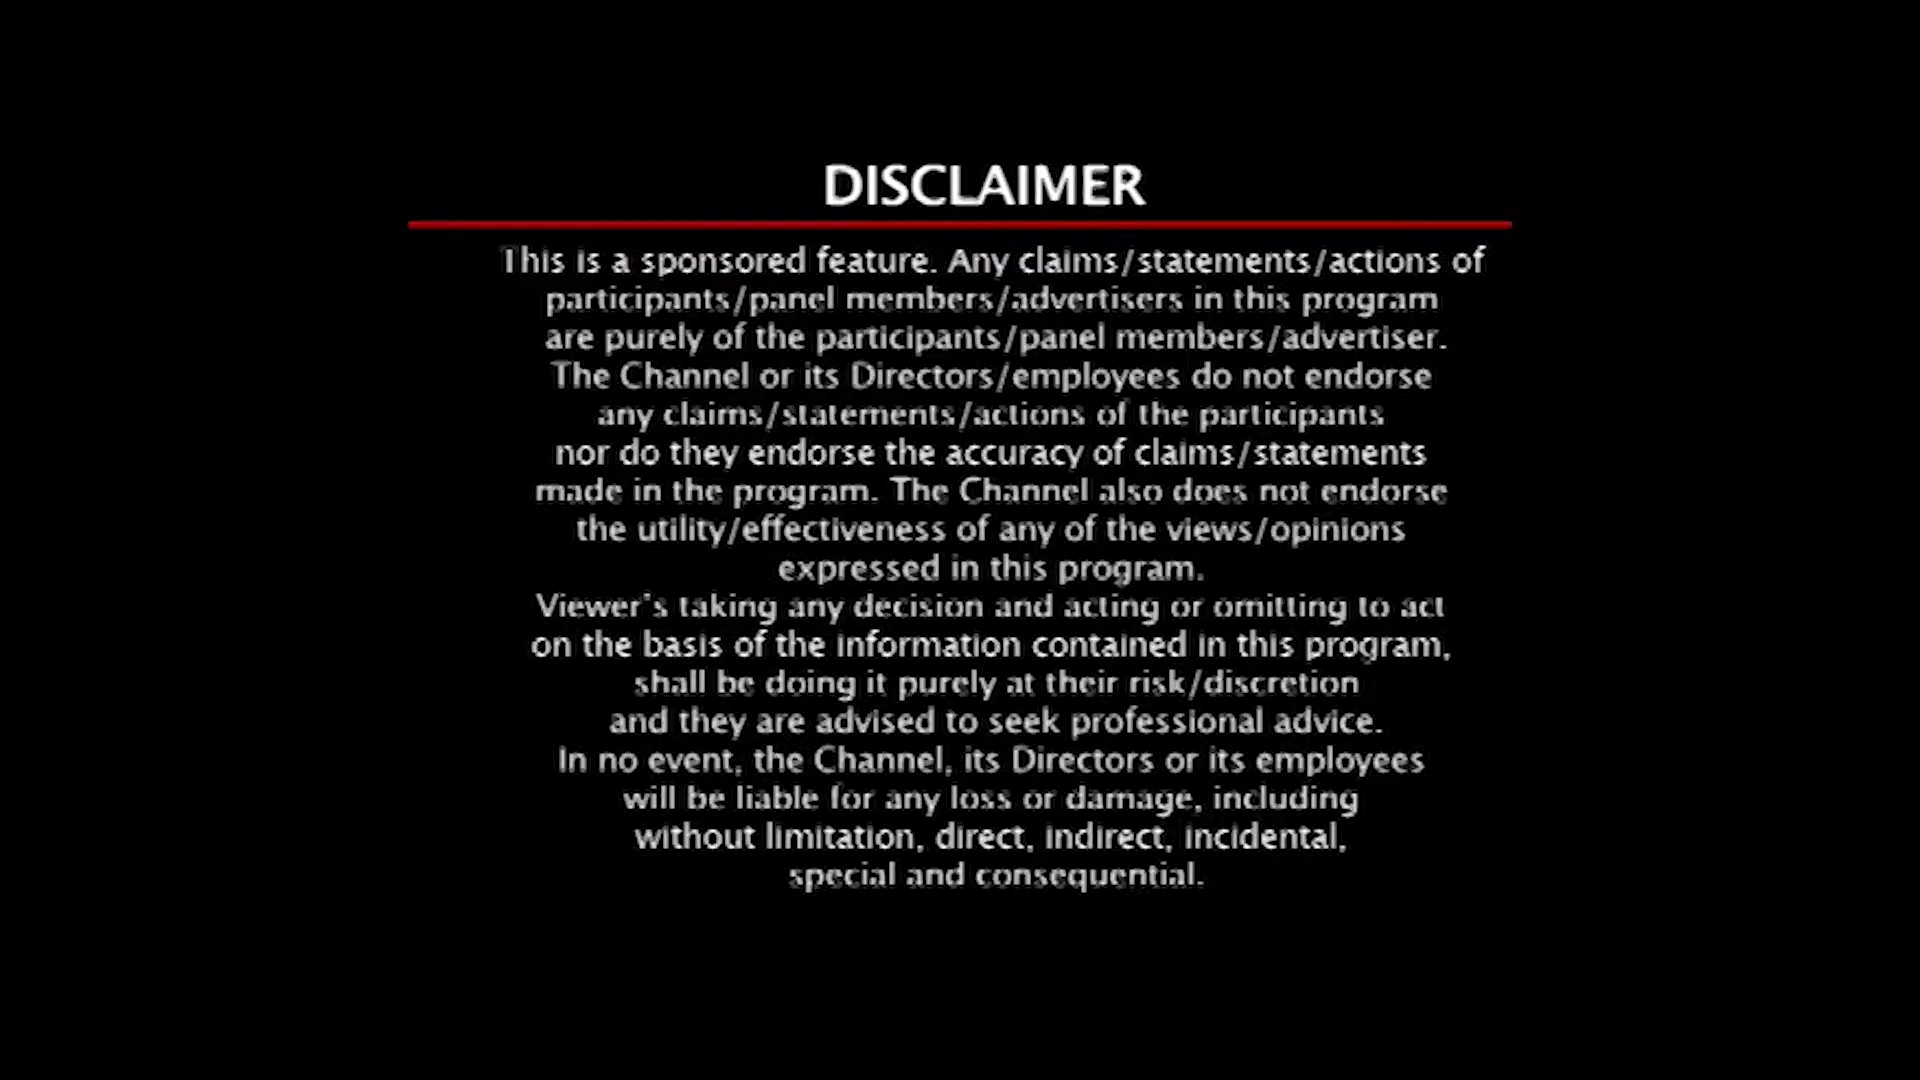 DISCLAIMER
This is a sponsored feature. Any claims/statements/actions of
participants/panel members/advertisers in this program
are purely of the participants/panel members/advertiser.
The Channel or its Directors/employees do not endorse
any claims/statements/actions of the participants
nor do they endorse the accuracy of claims/statements
made in the program. The Channel also does not endorse
the utility/effectiveness of any of the views/opinions
expressed in this program.
Viewer's taking any decision and acting or omitting to act
on the basis of the information contained in this program,
shall be doing it purely at their risk/discretion
and they are advised to seek professional advice.
In no event, the Channel, its Directors or its employees
will be liable for any loss or damage, including
without limitation, direct, indirect, incidental,
special and consequential.